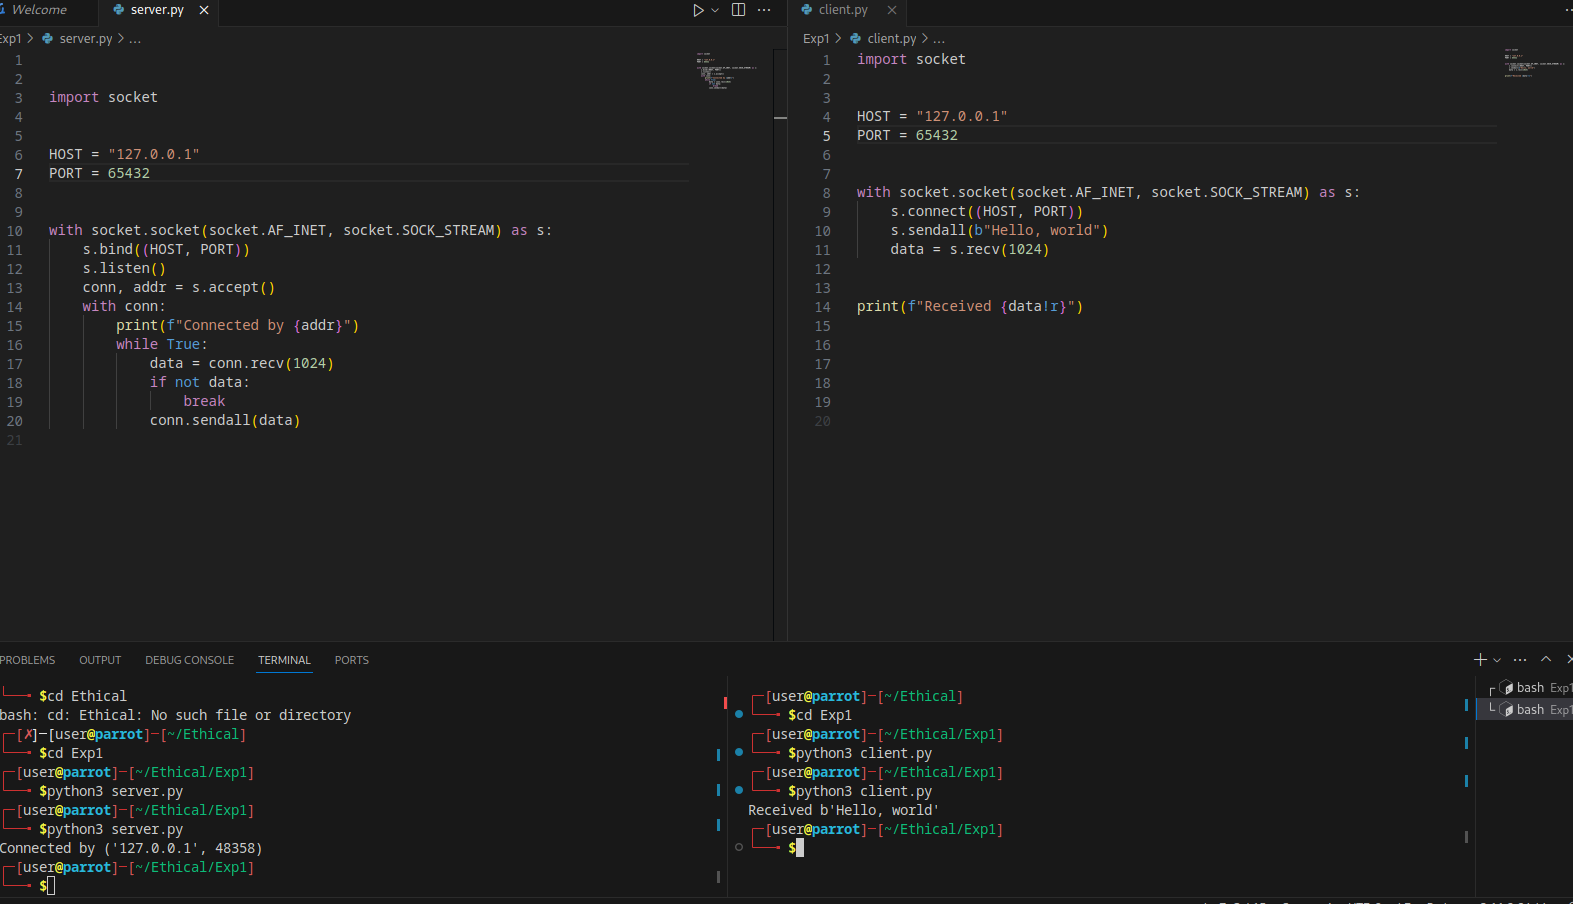 Welcome
server.py
Exp1 > server.py > ...
1
2
3 import socket
4
5
6 HOST = "127.0.0.1"
7 PORT = 65432
8
9
10 with socket.socket(socket.AF_INET, socket.SOCK_STREAM) as s:
11     s.bind((HOST, PORT))
12     s.listen()
13     conn, addr = s.accept()
14     with conn:
15         print(f"Connected by {addr}")
16         while True:
17             data = conn.recv(1024)
18             if not data:
19                 break
20             conn.sendall(data)
21
client.py
Exp1 > client.py > ...
1 import socket
2
3
4 HOST = "127.0.0.1"
5 PORT = 65432
6
7
8 with socket.socket(socket.AF_INET, socket.SOCK_STREAM) as s:
9     s.connect((HOST, PORT))
10     s.sendall(b"Hello, world")
11     data = s.recv(1024)
12
13
14 print(f"Received {data!r}")
15
16
17
18
19
20
PROBLEMS OUTPUT DEBUG CONSOLE TERMINAL PORTS
$cd Ethical
bash: cd: Ethical: No such file or directory
[✗]─[user@parrot]─[~/Ethical]
$cd Exp1
[user@parrot]─[~/Ethical/Exp1]
$python3 server.py
[user@parrot]─[~/Ethical/Exp1]
$python3 server.py
Connected by ('127.0.0.1', 48358)
[user@parrot]─[~/Ethical/Exp1]
$
[user@parrot]─[~/Ethical]
$cd Exp1
[user@parrot]─[~/Ethical/Exp1]
$python3 client.py
[user@parrot]─[~/Ethical/Exp1]
$python3 client.py
Received b'Hello, world'
[user@parrot]─[~/Ethical/Exp1]
$
bash Exp1
bash Exp1